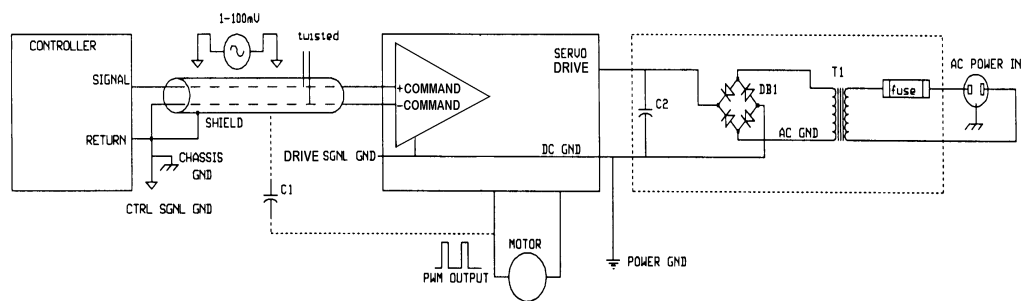 1-100mV
twisted
CONTROLLER
SIGNAL
RETURN
SHIELD
CHASSIS
GND
CTRL SGNL GND
C1
SERVO
DRIVE
+COMMAND
-COMMAND
DRIVE SGNL GND
DC GND
PWM OUTPUT
MOTOR
POWER GND
C2
DB1
AC GND
T1
fuse
AC POWER IN